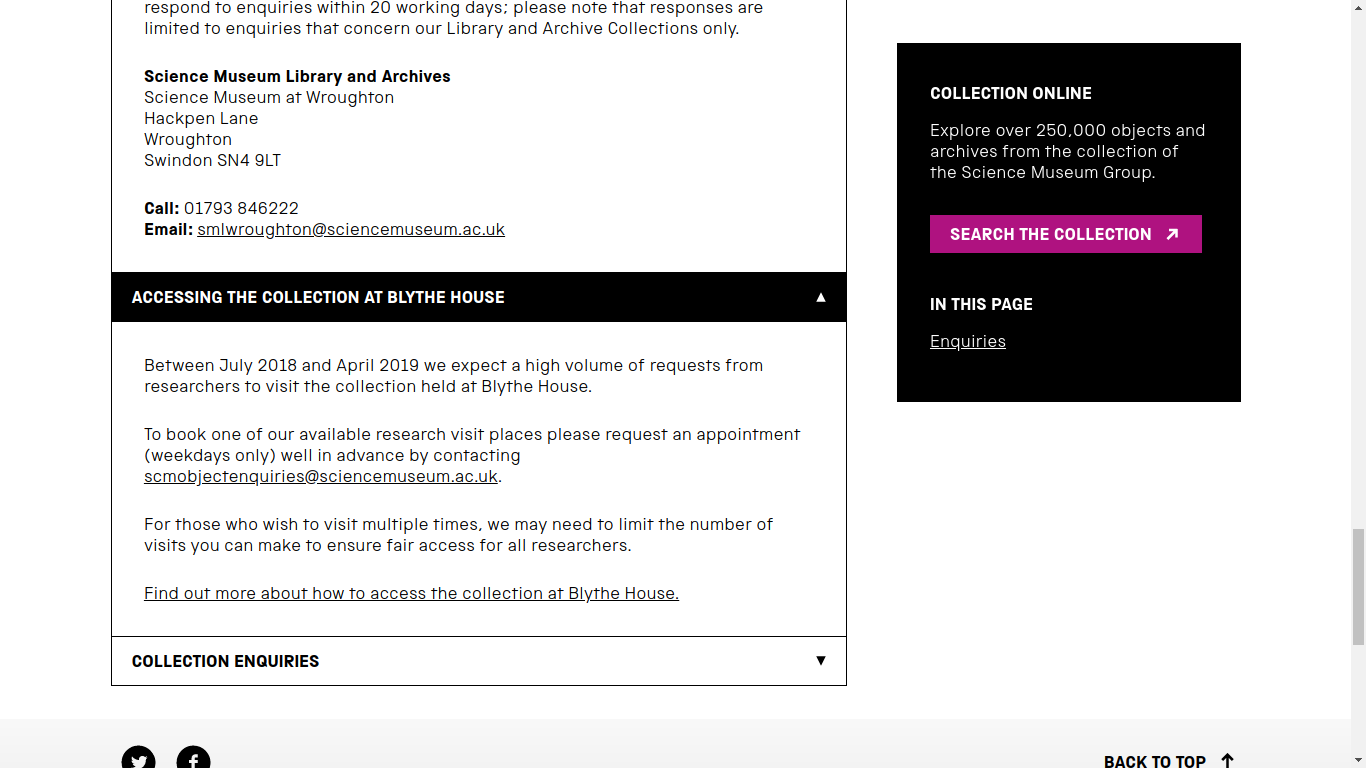 respond to enquiries within 20 working days; please note that responses are
limited to enquiries that concern our Library and Archive Collections only.
Science Museum Library and Archives
Science Museum at Wroughton
Hackpen Lane
Wroughton
Swindon SN4 9LT
Call: 01793 846222
Email: smlwroughton@sciencemuseum.ac.uk
ACCESSING THE COLLECTION AT BLYTHE HOUSE ▲
Between July 2018 and April 2019 we expect a high volume of requests from
researchers to visit the collection held at Blythe House.
To book one of our available research visit places please request an appointment
(weekdays only) well in advance by contacting
scmobjectenquiries@sciencemuseum.ac.uk.
For those who wish to visit multiple times, we may need to limit the number of
visits you can make to ensure fair access for all researchers.
Find out more about how to access the collection at Blythe House.
COLLECTION ENQUIRIES ▼
COLLECTION ONLINE
Explore over 250,000 objects and
archives from the collection of
the Science Museum Group.
SEARCH THE COLLECTION
IN THIS PAGE
Enquiries
BACK TO TOP